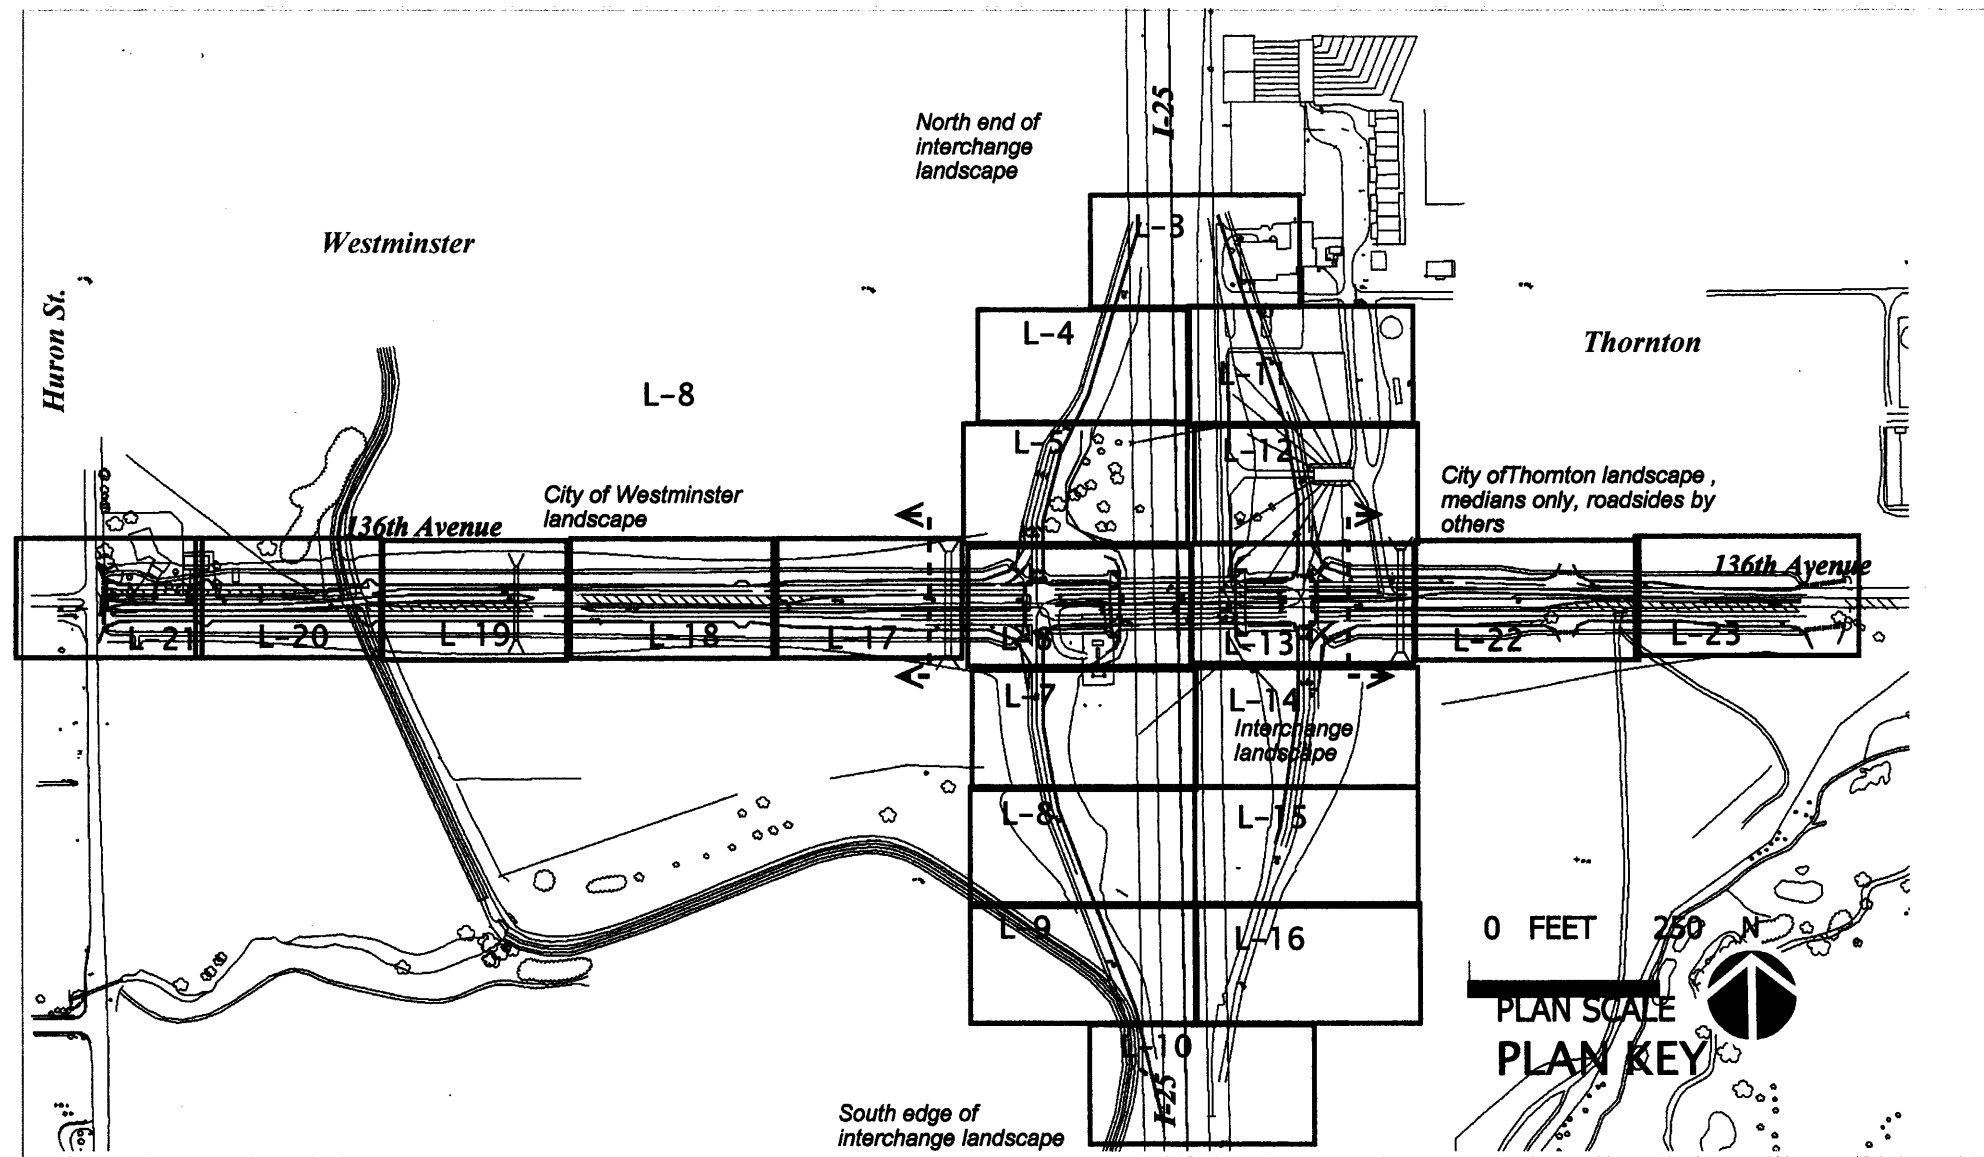 I-25
North end of
interchange
landscape
L-3
Westminster
Huron St.
L-4
Thornton
L-11
L-8
L-5
L-12
City of Westminster
landscape
City ofThornton landscape ,
medians only, roadsides by
others
136th Avenue
136th Avenue
L-21
L-20
L-19
L-18
L-17
L-6
L-13
L-22
L-23
L-7
L-14
Interchange
landscape
L-8
L-15
L-9
L-16
0 FEET 250 N
PLAN SCALE
PLAN KEY
L-10
I-25
South edge of
interchange landscape